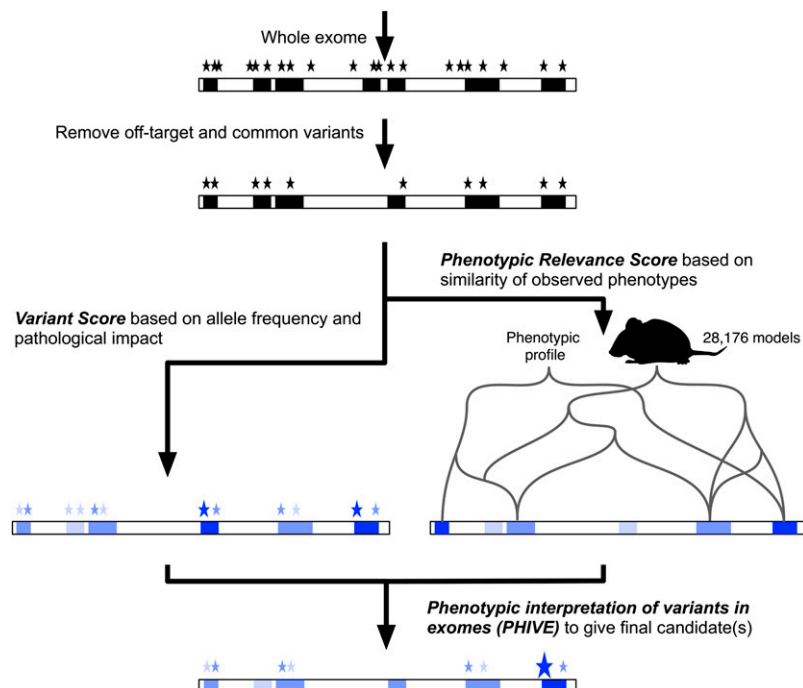 Whole exome
Remove off-target and common variants
Phenotypic Relevance Score based on
similarity of observed phenotypes
Variant Score based on allele frequency and
pathological impact
Phenotypic
profile
28,176 models
Phenotypic interpretation of variants in
exomes (PHIVE) to give final candidate(s)